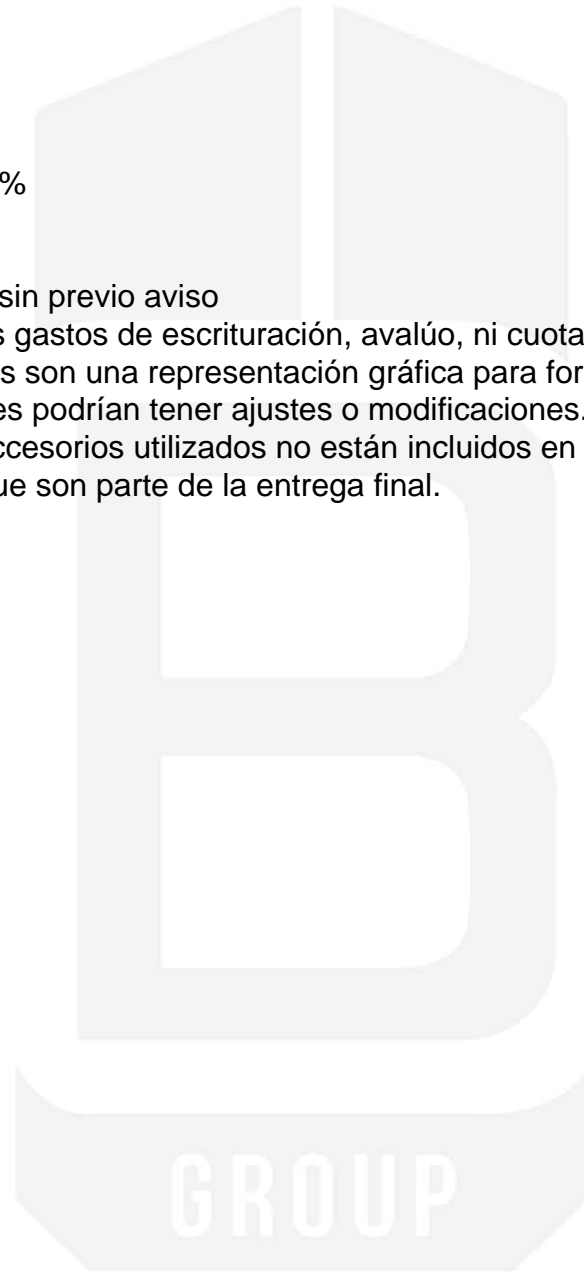 %
sin previo aviso
s gastos de escrituración, avalúo, ni cuota
s son una representación gráfica para for
es podrían tener ajustes o modificaciones.
ccesorios utilizados no están incluidos en
ue son parte de la entrega final.
B
GROUP